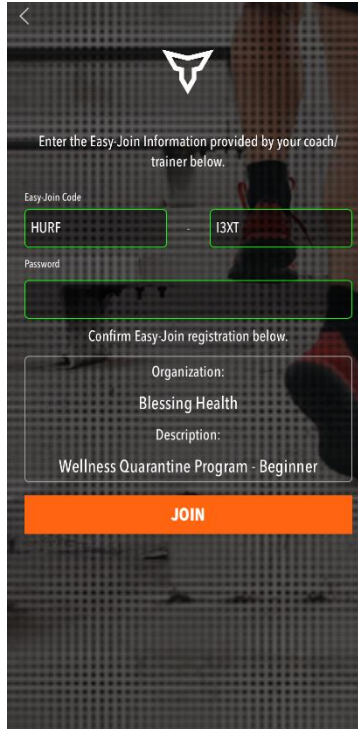 Enter the Easy-Join Information provided by your coach/
trainer below.
Easy-Join Code
HURF - I3XT
Password
Confirm Easy-Join registration below.
Organization:
Blessing Health
Description:
Wellness Quarantine Program - Beginner
JOIN